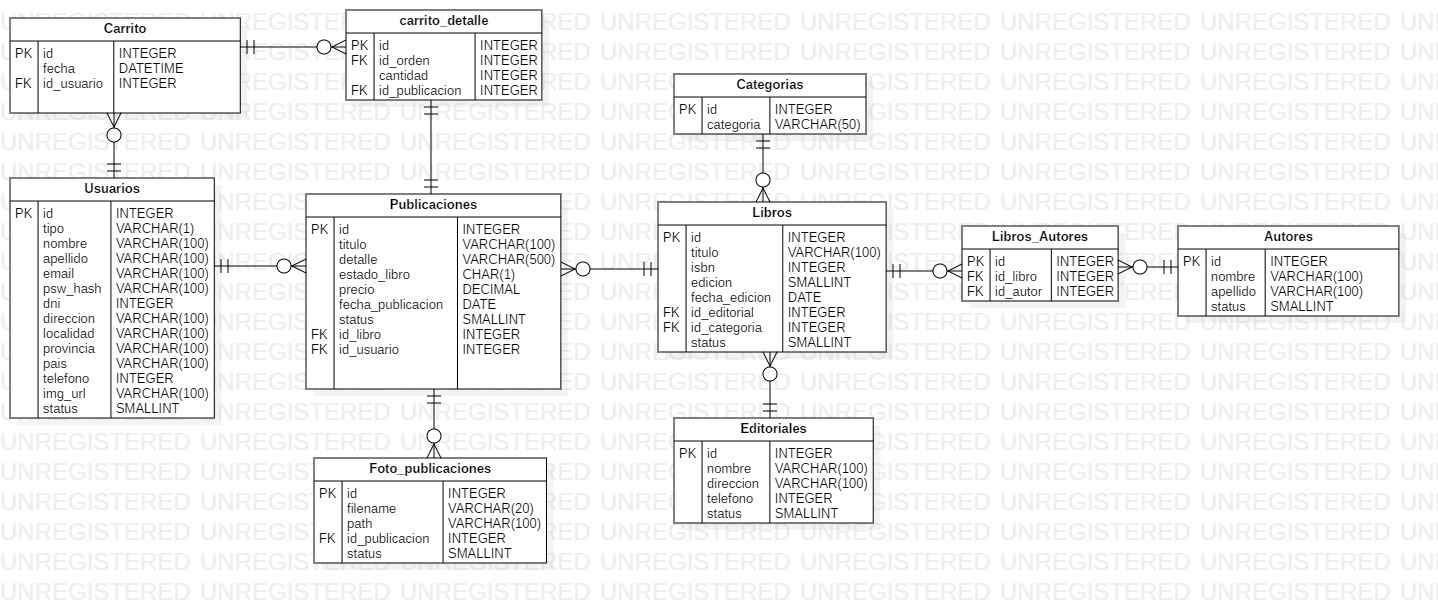 Carrito
PK id INTEGER
fecha DATETIME
FK id_usuario INTEGER
carrito_detalle
PK id INTEGER
FK id_orden INTEGER
cantidad INTEGER
FK id_publicacion INTEGER
Categorias
PK id INTEGER
categoria VARCHAR(50)
Usuarios
PK id INTEGER
tipo VARCHAR(1)
nombre VARCHAR(100)
apellido VARCHAR(100)
email VARCHAR(100)
psw_hash VARCHAR(100)
dni INTEGER
direccion VARCHAR(100)
localidad VARCHAR(100)
provincia VARCHAR(100)
pais VARCHAR(100)
telefono INTEGER
img_url VARCHAR(100)
status SMALLINT
Publicaciones
PK id INTEGER
titulo VARCHAR(100)
detalle VARCHAR(500)
estado_libro CHAR(1)
precio DECIMAL
fecha_publicacion DATE
status SMALLINT
FK id_libro INTEGER
FK id_usuario INTEGER
Libros
PK id INTEGER
titulo VARCHAR(100)
isbn INTEGER
edicion SMALLINT
fecha_edicion DATE
FK id_editorial INTEGER
FK id_categoria INTEGER
status SMALLINT
Libros_Autores
PK id INTEGER
FK id_libro INTEGER
FK id_autor INTEGER
Autores
PK id INTEGER
nombre VARCHAR(100)
apellido VARCHAR(100)
status SMALLINT
Foto_publicaciones
PK id INTEGER
filename VARCHAR(20)
path VARCHAR(100)
FK id_publicacion INTEGER
status SMALLINT
Editoriales
PK id INTEGER
nombre VARCHAR(100)
direccion VARCHAR(100)
telefono INTEGER
status SMALLINT
UNREGISTERED